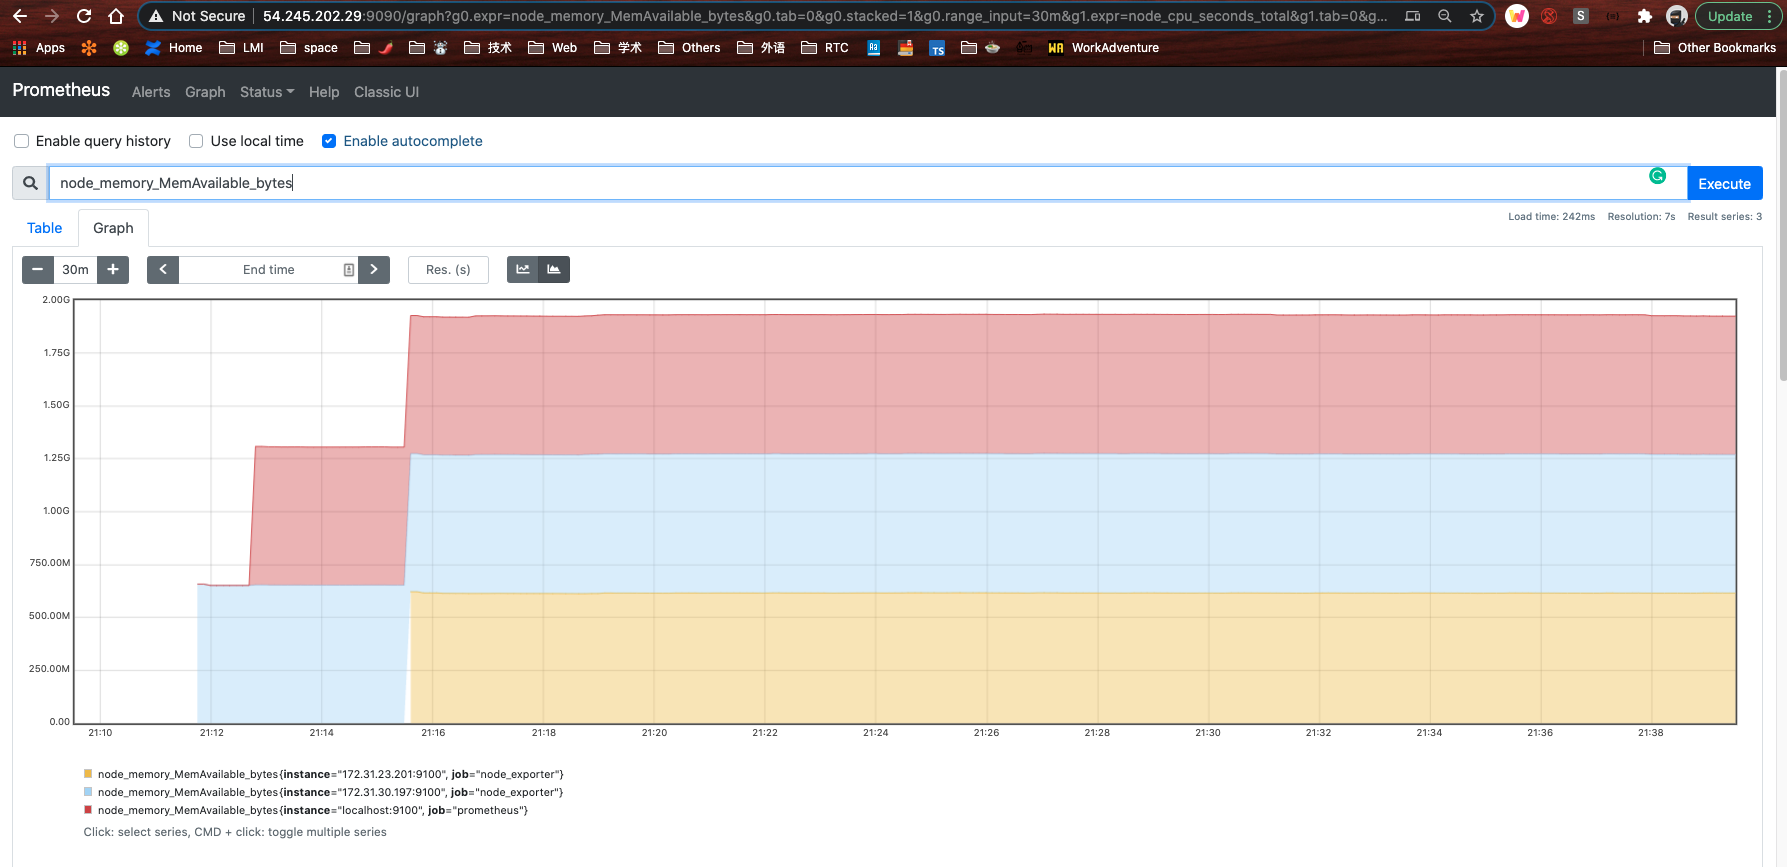 Not Secure 54.245.202.29:9090/graph?g0.expr=node_memory_MemAvailable_bytes&g0.tab=0&g0.stacked=1&g0.range_input=30m&g1.expr=node_cpu_seconds_total&g1.tab=0&g... Update
Apps Home LMI space 技术 Web 学术 Others 外语 RTC Ra TS WA WorkAdventure Other Bookmarks
Prometheus Alerts Graph Status Help Classic UI
Enable query history Use local time Enable autocomplete
node_memory_MemAvailable_bytes Execute
Load time: 242ms Resolution: 7s Result series: 3
Table Graph
30m End time Res. (s)
2.00G
1.75G
1.50G
1.25G
1.00G
750.00M
500.00M
250.00M
0.00
21:10 21:12 21:14 21:16 21:18 21:20 21:22 21:24 21:26 21:28 21:30 21:32 21:34 21:36 21:38
node_memory_MemAvailable_bytes{instance="172.31.23.201:9100", job="node_exporter"}
node_memory_MemAvailable_bytes{instance="172.31.30.197:9100", job="node_exporter"}
node_memory_MemAvailable_bytes{instance="localhost:9100", job="prometheus"}
Click: select series, CMD + click: toggle multiple series